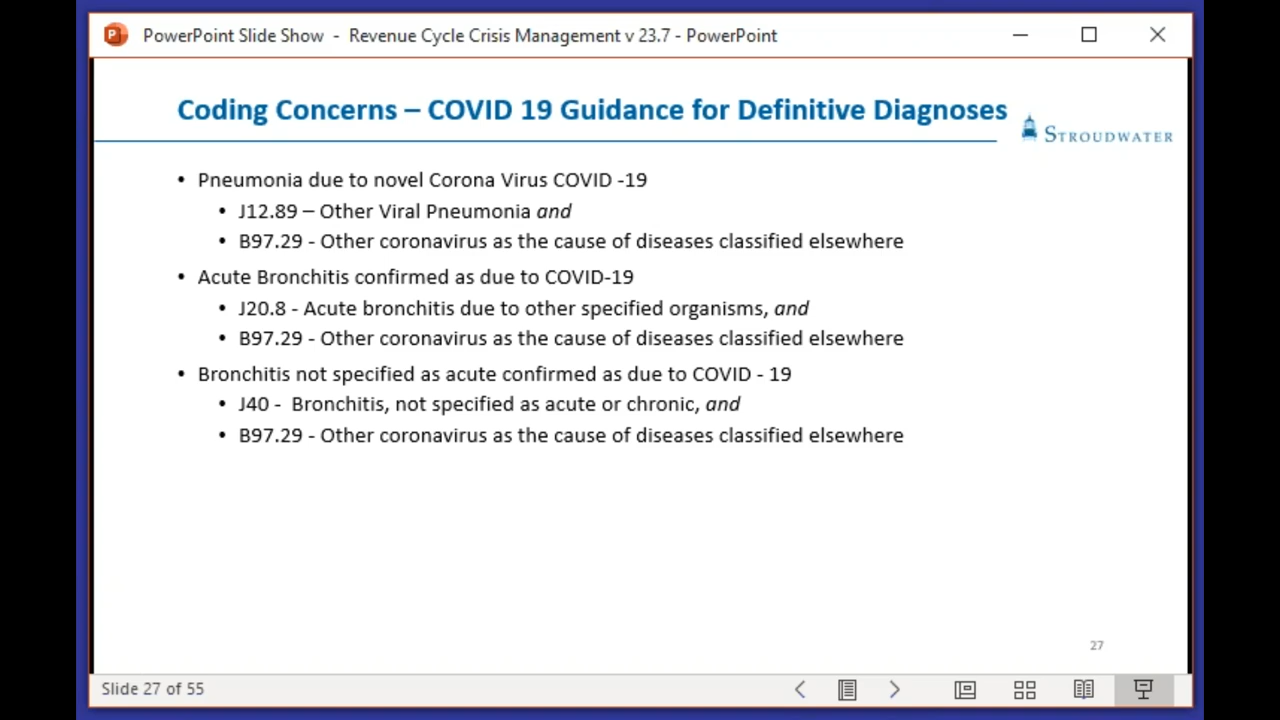 PowerPoint Slide Show - Revenue Cycle Crisis Management v 23.7 - PowerPoint
Coding Concerns – COVID 19 Guidance for Definitive Diagnoses
STROUDWATER
• Pneumonia due to novel Corona Virus COVID -19
• J12.89 – Other Viral Pneumonia and
• B97.29 - Other coronavirus as the cause of diseases classified elsewhere
• Acute Bronchitis confirmed as due to COVID-19
• J20.8 - Acute bronchitis due to other specified organisms, and
• B97.29 - Other coronavirus as the cause of diseases classified elsewhere
• Bronchitis not specified as acute confirmed as due to COVID - 19
• J40 - Bronchitis, not specified as acute or chronic, and
• B97.29 - Other coronavirus as the cause of diseases classified elsewhere
27
Slide 27 of 55